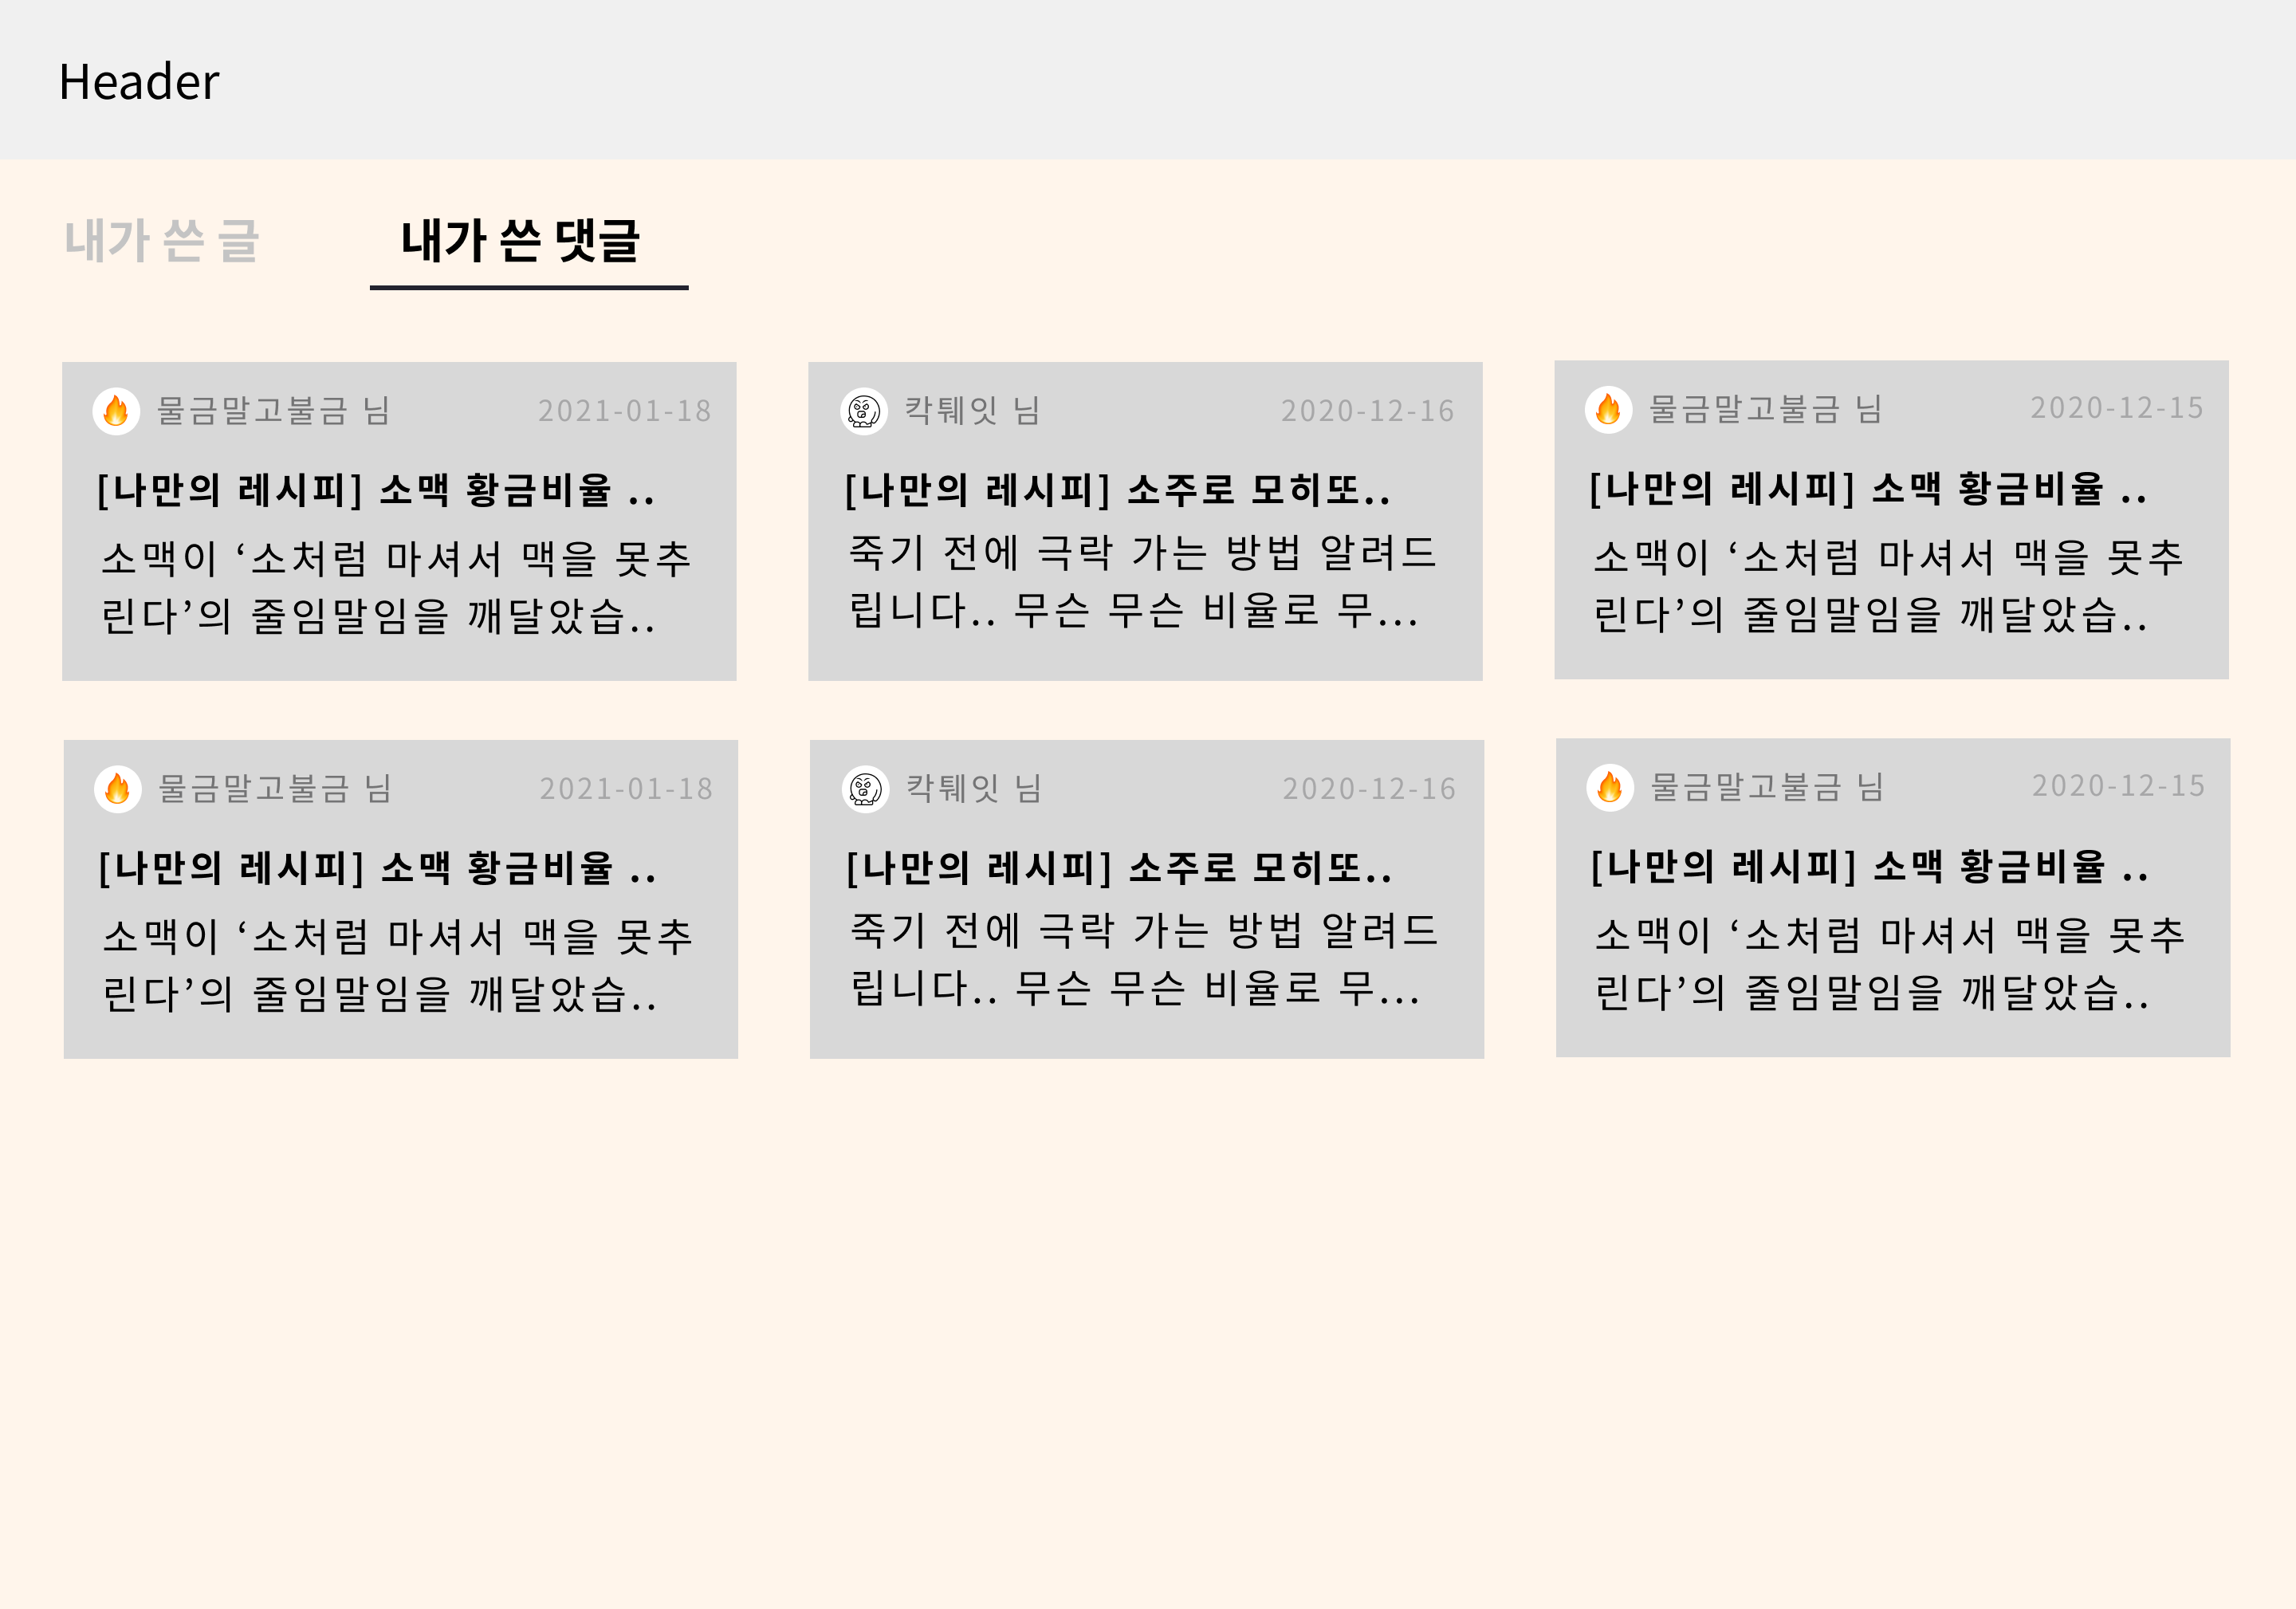 Header
내가 쓴 글
내가 쓴 댓글
물금말고불금 님
2021-01-18
[나만의 레시피] 소맥 황금비율 ..
소맥이 ‘소처럼 마셔서 맥을 못추
린다’의 줄임말임을 깨달았습..
칵퉤잇 님
2020-12-16
[나만의 레시피] 소주로 모히또..
죽기 전에 극락 가는 방법 알려드
립니다.. 무슨 무슨 비율로 무...
물금말고불금 님
2020-12-15
[나만의 레시피] 소맥 황금비율 ..
소맥이 ‘소처럼 마셔서 맥을 못추
린다’의 줄임말임을 깨달았습..
물금말고불금 님
2021-01-18
[나만의 레시피] 소맥 황금비율 ..
소맥이 ‘소처럼 마셔서 맥을 못추
린다’의 줄임말임을 깨달았습..
칵퉤잇 님
2020-12-16
[나만의 레시피] 소주로 모히또..
죽기 전에 극락 가는 방법 알려드
립니다.. 무슨 무슨 비율로 무...
물금말고불금 님
2020-12-15
[나만의 레시피] 소맥 황금비율 ..
소맥이 ‘소처럼 마셔서 맥을 못추
린다’의 줄임말임을 깨달았습..